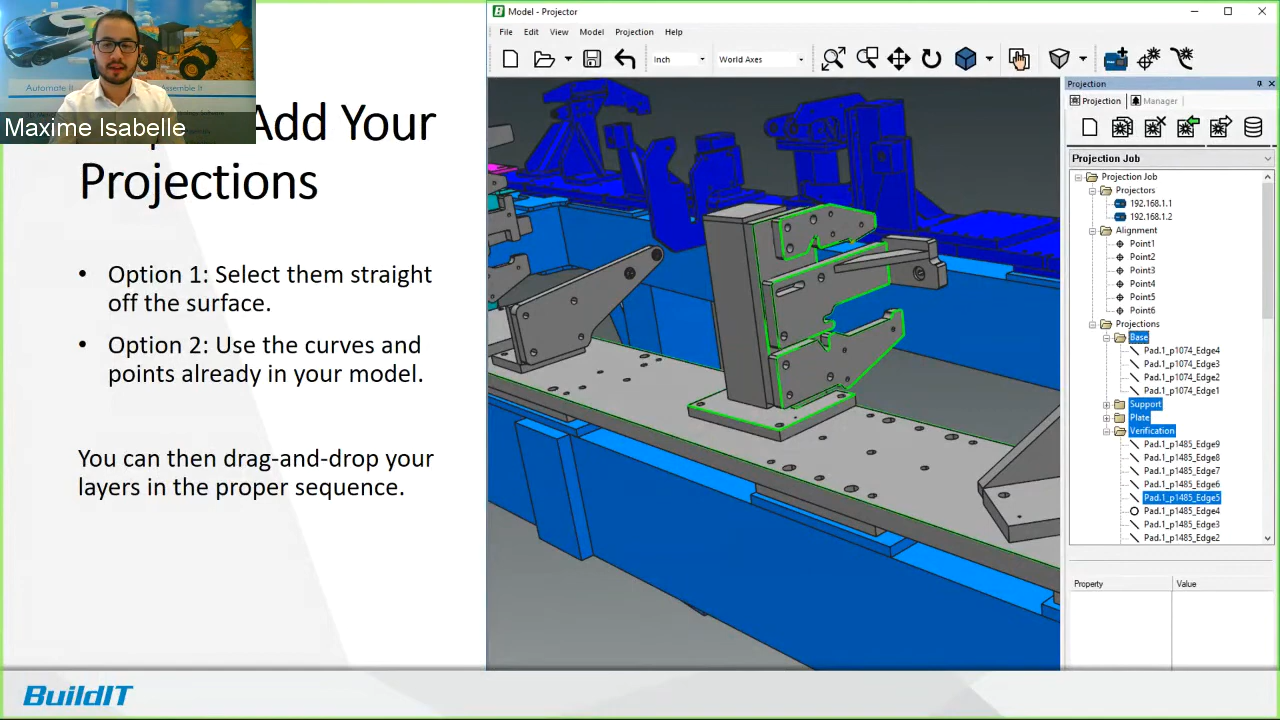 Automate It
Assemble It
Maxime Isabelle
Add Your
Projections
• Option 1: Select them straight
off the surface.
• Option 2: Use the curves and
points already in your model.
You can then drag-and-drop your
layers in the proper sequence.
BuildIT
Model - Projector
File Edit View Model Projection Help
Inch World Axes
Projection
Projection Manager
Projection Job
Projection Job
Projectors
192.168.1.1
192.168.1.2
Alignment
Point1
Point2
Point3
Point4
Point5
Point6
Projections
Base
Pad.1_p1074_Edge4
Pad.1_p1074_Edge3
Pad.1_p1074_Edge2
Pad.1_p1074_Edge1
Support
Plate
Verification
Pad.1_p1485_Edge9
Pad.1_p1485_Edge8
Pad.1_p1485_Edge7
Pad.1_p1485_Edge6
Pad.1_p1485_Edge5
Pad.1_p1485_Edge4
Pad.1_p1485_Edge3
Pad.1_p1485_Edge2
Property Value